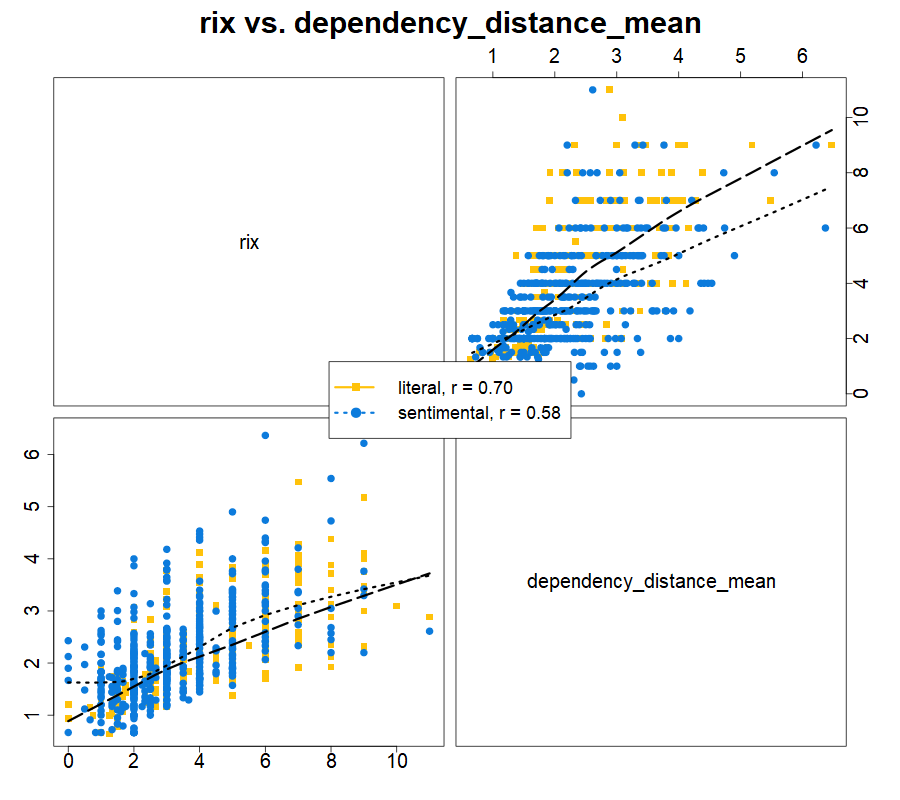 rix vs. dependency_distance_mean
1 2 3 4 5 6
rix
0 2 4 6 8 10
literal, r = 0.70
sentimental, r = 0.58
1 2 3 4 5 6
dependency_distance_mean
0 2 4 6 8 10